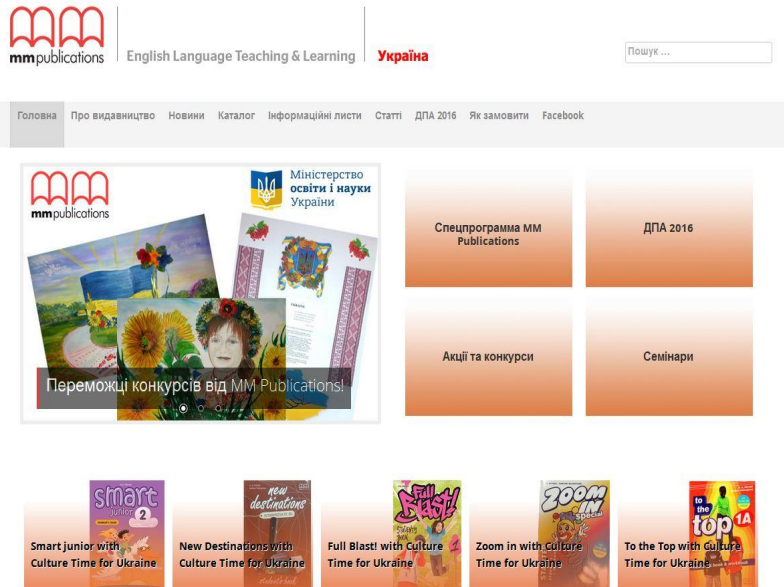 mm publications
English Language Teaching & Learning
Україна
Пошук ...
Головна
Про видавництво
Новини
Каталог
Інформаційні листи
Статті
ДПА 2016
Як замовити
Facebook
mm publications
Міністерство
освіти і науки
України
Переможці конкурсів від MM Publications!
Спецпрограмма MM
Publications
ДПА 2016
Акції та конкурси
Семінари
smart
junior
2
Smart junior with
Culture Time for Ukraine
new
destinations
student's book
New Destinations with
Culture Time for Ukraine
Full
Blast!
Full Blast! with Culture
Time for Ukraine
ZOOM
IN
special
Zoom in with Culture
Time for Ukraine
to
the
top 1A
To the Top with Culture
Time for Ukraine